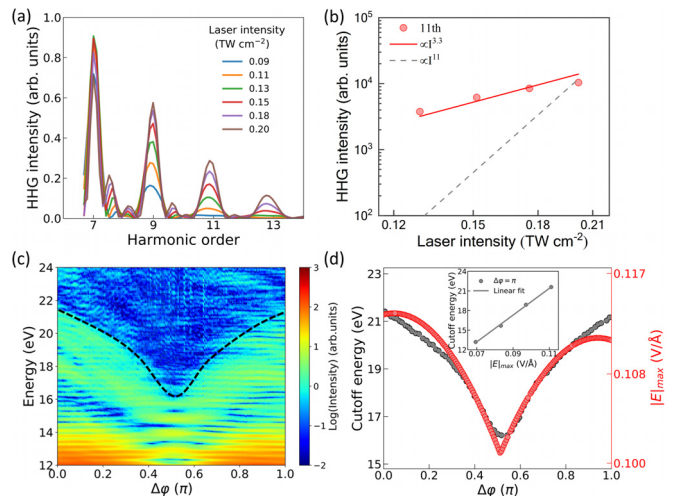 (a)
HHG intensity (arb. units)
1.0
0.8
0.6
0.4
0.2
0.0
7
9
11
13
Harmonic order
Laser intensity
(TW cm⁻²)
0.09
0.11
0.13
0.15
0.18
0.20
(b)
HHG intensity (arb. units)
10⁵
10⁴
10³
10²
0.12
0.15
0.18
0.21
Laser intensity (TW cm⁻²)
11th
∝I³·³
∝I¹¹
(c)
Energy (eV)
24
22
20
18
16
15
14
13
12
0.0
0.2
0.4
0.6
0.8
1.0
Δφ (π)
3
2
1
0
−1
−2
Log(Intensity) (arb.units)
(d)
Cutoff energy (eV)
23
21
19
17
15
0.0
0.2
0.4
0.6
0.8
1.0
Δφ (π)
0.117
0.108
0.100
|E|max (V/Å)
Cutoff energy (eV)
21
18
15
12
0.07
0.09
0.11
|E|max (V/Å)
Δφ = π
Linear fit